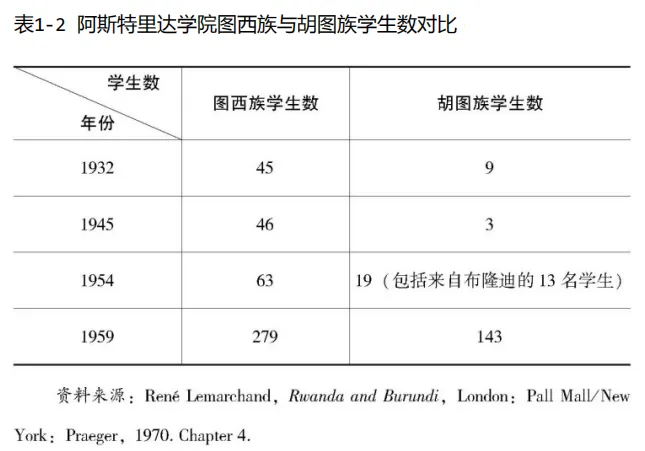 表1-2 阿斯特里达学院图西族与胡图族学生数对比
学生数
年份
图西族学生数
胡图族学生数
1932 45 9
1945 46 3
1954 63 19（包括来自布隆迪的13名学生）
1959 279 143
资料来源：René Lemarchand, Rwanda and Burundi, London: Pall Mall/New
York: Praeger, 1970. Chapter 4.